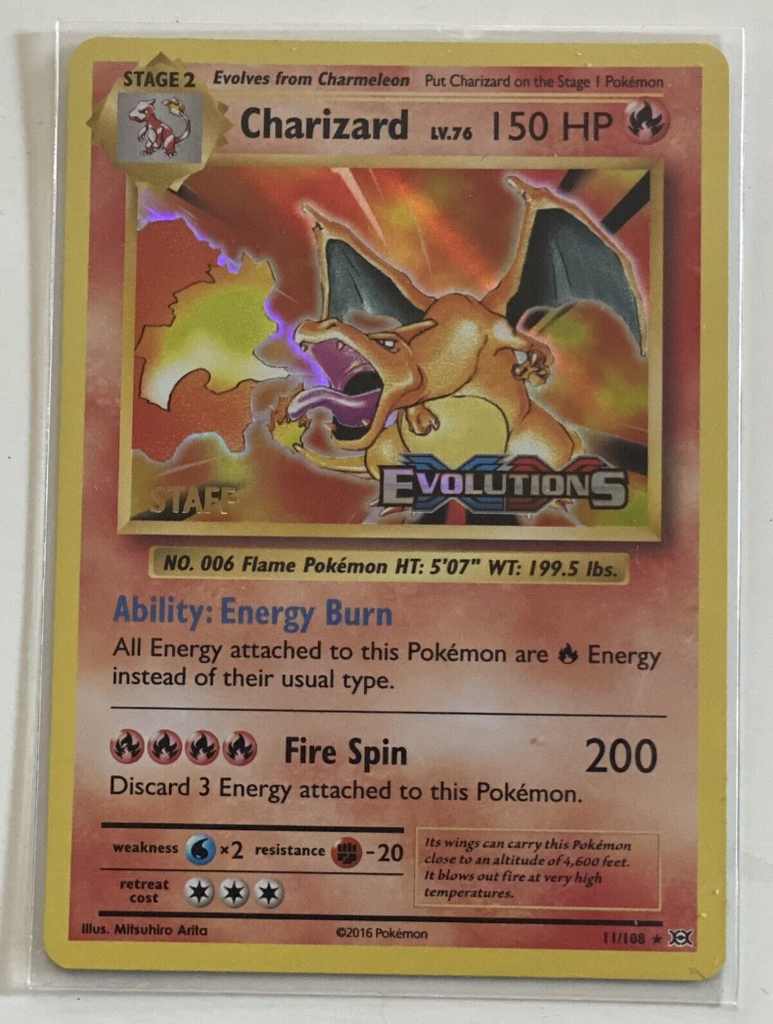 STAGE 2 Evolves from Charmeleon Put Charizard on the Stage 1 Pokémon
Charizard LV.76 150 HP
STAFF
EVOLUTIONS
NO. 006 Flame Pokémon HT: 5'07" WT: 199.5 lbs.
Ability: Energy Burn
All Energy attached to this Pokémon are Energy
instead of their usual type.
Fire Spin 200
Discard 3 Energy attached to this Pokémon.
weakness ×2 resistance -20
retreat
cost
Its wings can carry this Pokémon
close to an altitude of 4,600 feet.
It blows out fire at very high
temperatures.
Illus. Mitsuhiro Arita ©2016 Pokémon 11/108 ★